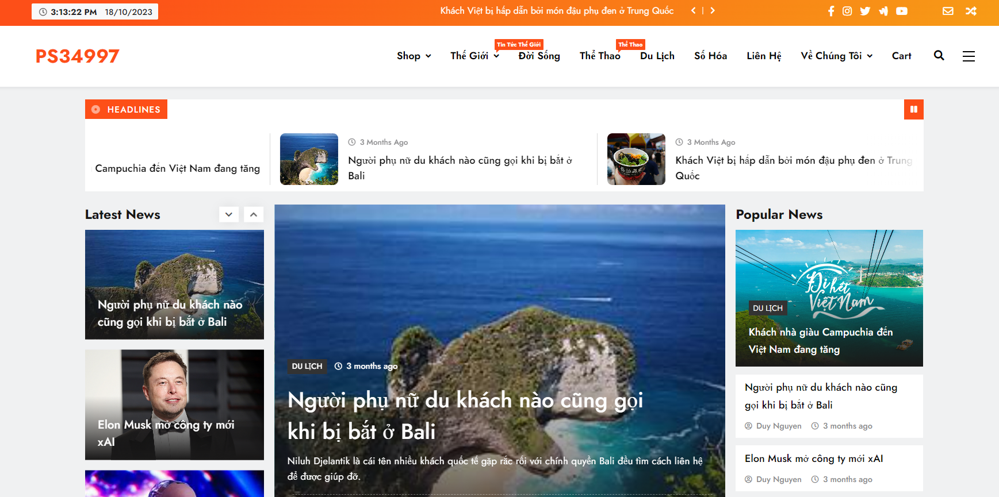 3:13:22 PM 18/10/2023
Khách Việt bị hấp dẫn bởi món đậu phụ đen ở Trung Quốc
PS34997
Tin Tức Thế Giới
Thể Thao
Shop Thế Giới Đời Sống Thể Thao Du Lịch Số Hóa Liên Hệ Về Chúng Tôi Cart
HEADLINES
Campuchia đến Việt Nam đang tăng
3 Months Ago
Người phụ nữ du khách nào cũng gọi khi bị bắt ở
Bali
3 Months Ago
Khách Việt bị hấp dẫn bởi món đậu phụ đen ở Trung
Quốc
Latest News
Người phụ nữ du khách nào
cũng gọi khi bị bắt ở Bali
Elon Musk mở công ty mới
xAI
DU LỊCH 3 months ago
Người phụ nữ du khách nào cũng gọi
khi bị bắt ở Bali
Niluh Djelantik là cái tên nhiều khách quốc tế gặp rắc rối với chính quyền Bali đều tìm cách liên hệ
để được giúp đỡ.
Popular News
Đi hết
Việt Nam
DU LỊCH
Khách nhà giàu Campuchia đến
Việt Nam đang tăng
Người phụ nữ du khách nào cũng
gọi khi bị bắt ở Bali
Duy Nguyen 3 months ago
Elon Musk mở công ty mới xAI
Duy Nguyen 3 months ago